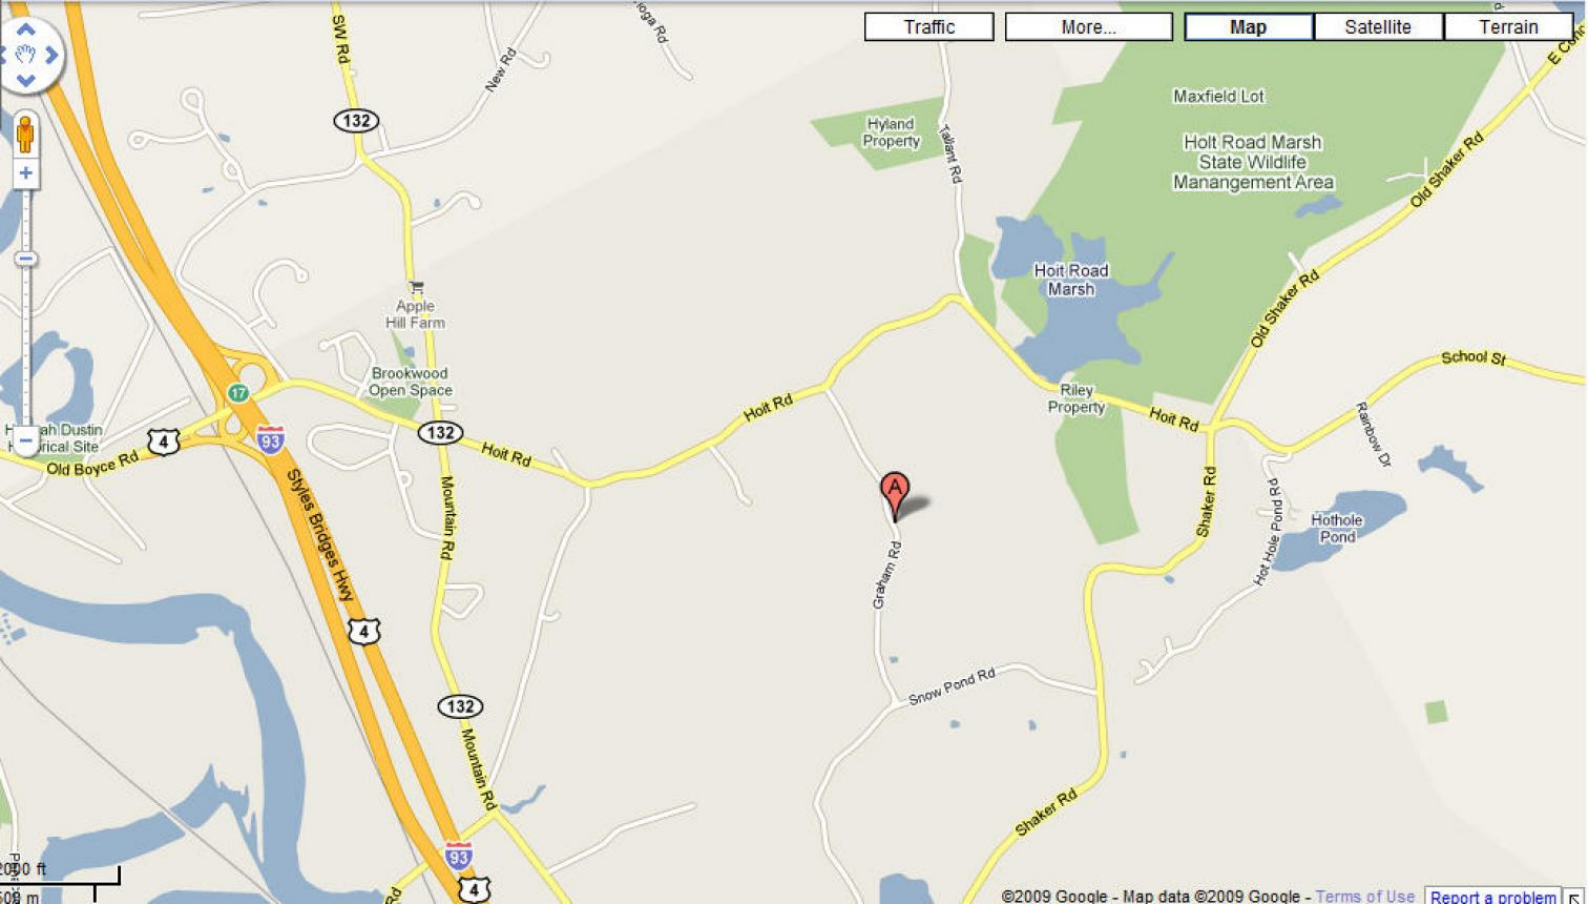 Traffic
More...
Map
Satellite
Terrain
SW Rd
New Rd
132
Tallant Rd
Hyland
Property
Maxfield Lot
Holt Road Marsh
State Wildlife
Manangement Area
Old Shaker Rd
Hoit Road
Marsh
Old Shaker Rd
Apple
Hill Farm
Brookwood
Open Space
17
93
4
Old Boyce Rd
132
Hoit Rd
Hoit Rd
Riley
Property
Hoit Rd
School St
Rainbow Dr
Styles Bridges Hwy
Mountain Rd
A
Graham Rd
Shaker Rd
Hot Hole Pond Rd
Hothole
Pond
4
132
Mountain Rd
Snow Pond Rd
Shaker Rd
93
4
Rd
©2009 Google - Map data ©2009 Google - Terms of Use
Report a problem